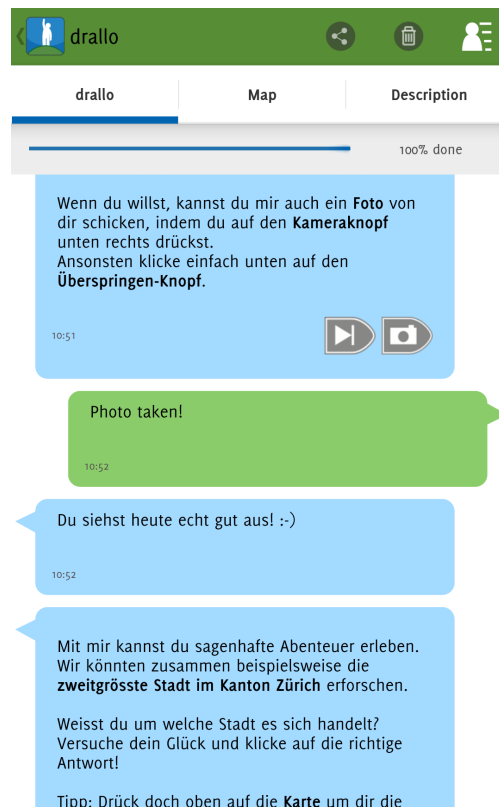 drallo
drallo
Map
Description
100% done
Wenn du willst, kannst du mir auch ein Foto von
dir schicken, indem du auf den Kameraknopf
unten rechts drückst.
Ansonsten klicke einfach unten auf den
Überspringen-Knopf.
10:51
Photo taken!
10:52
Du siehst heute echt gut aus! :-)
10:52
Mit mir kannst du sagenhafte Abenteuer erleben.
Wir könnten zusammen beispielsweise die
zweitgrösste Stadt im Kanton Zürich erforschen.
Weisst du um welche Stadt es sich handelt?
Versuche dein Glück und klicke auf die richtige
Antwort!
Tipp: Drück doch oben auf die Karte um dir die